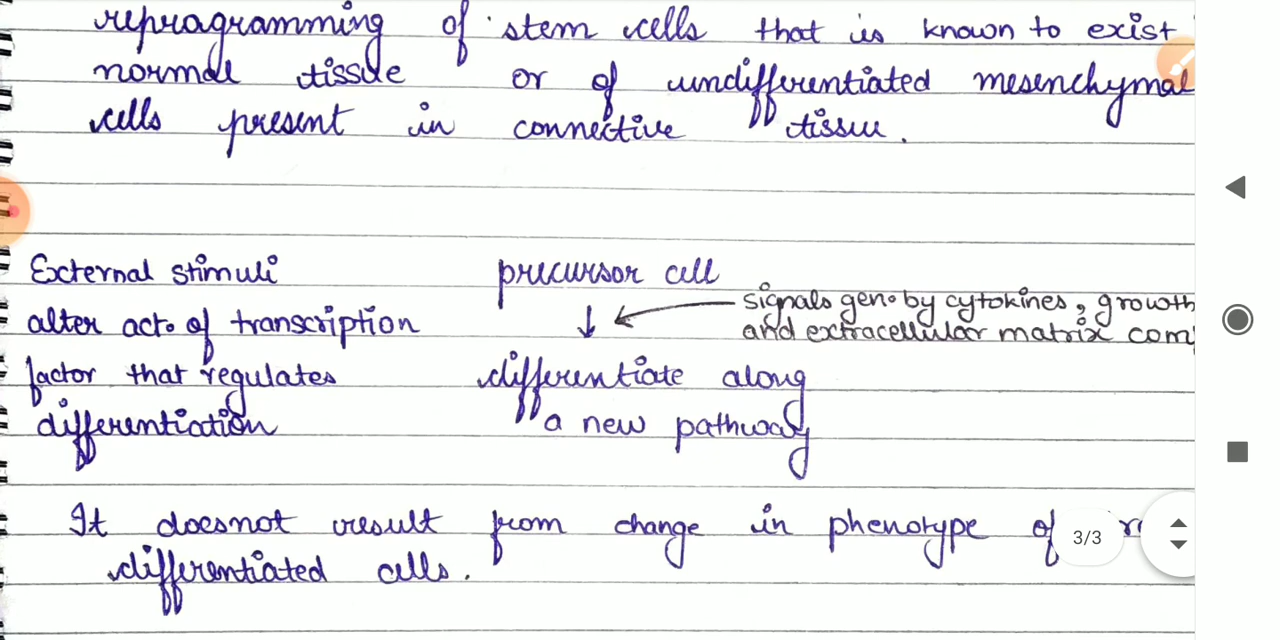 reprogramming of stem cells that is known to exist
normal tissue or of undifferentiated mesenchymal
cells present in connective tissue.
External stimuli
alter act. of transcription
factor that regulates
differentiation
precursor cell
↓
signals gen. by cytokines, growth
and extracellular matrix com
differentiate along
a new pathway
It doesnot result from change in phenotype of
differentiated cells.
3/3